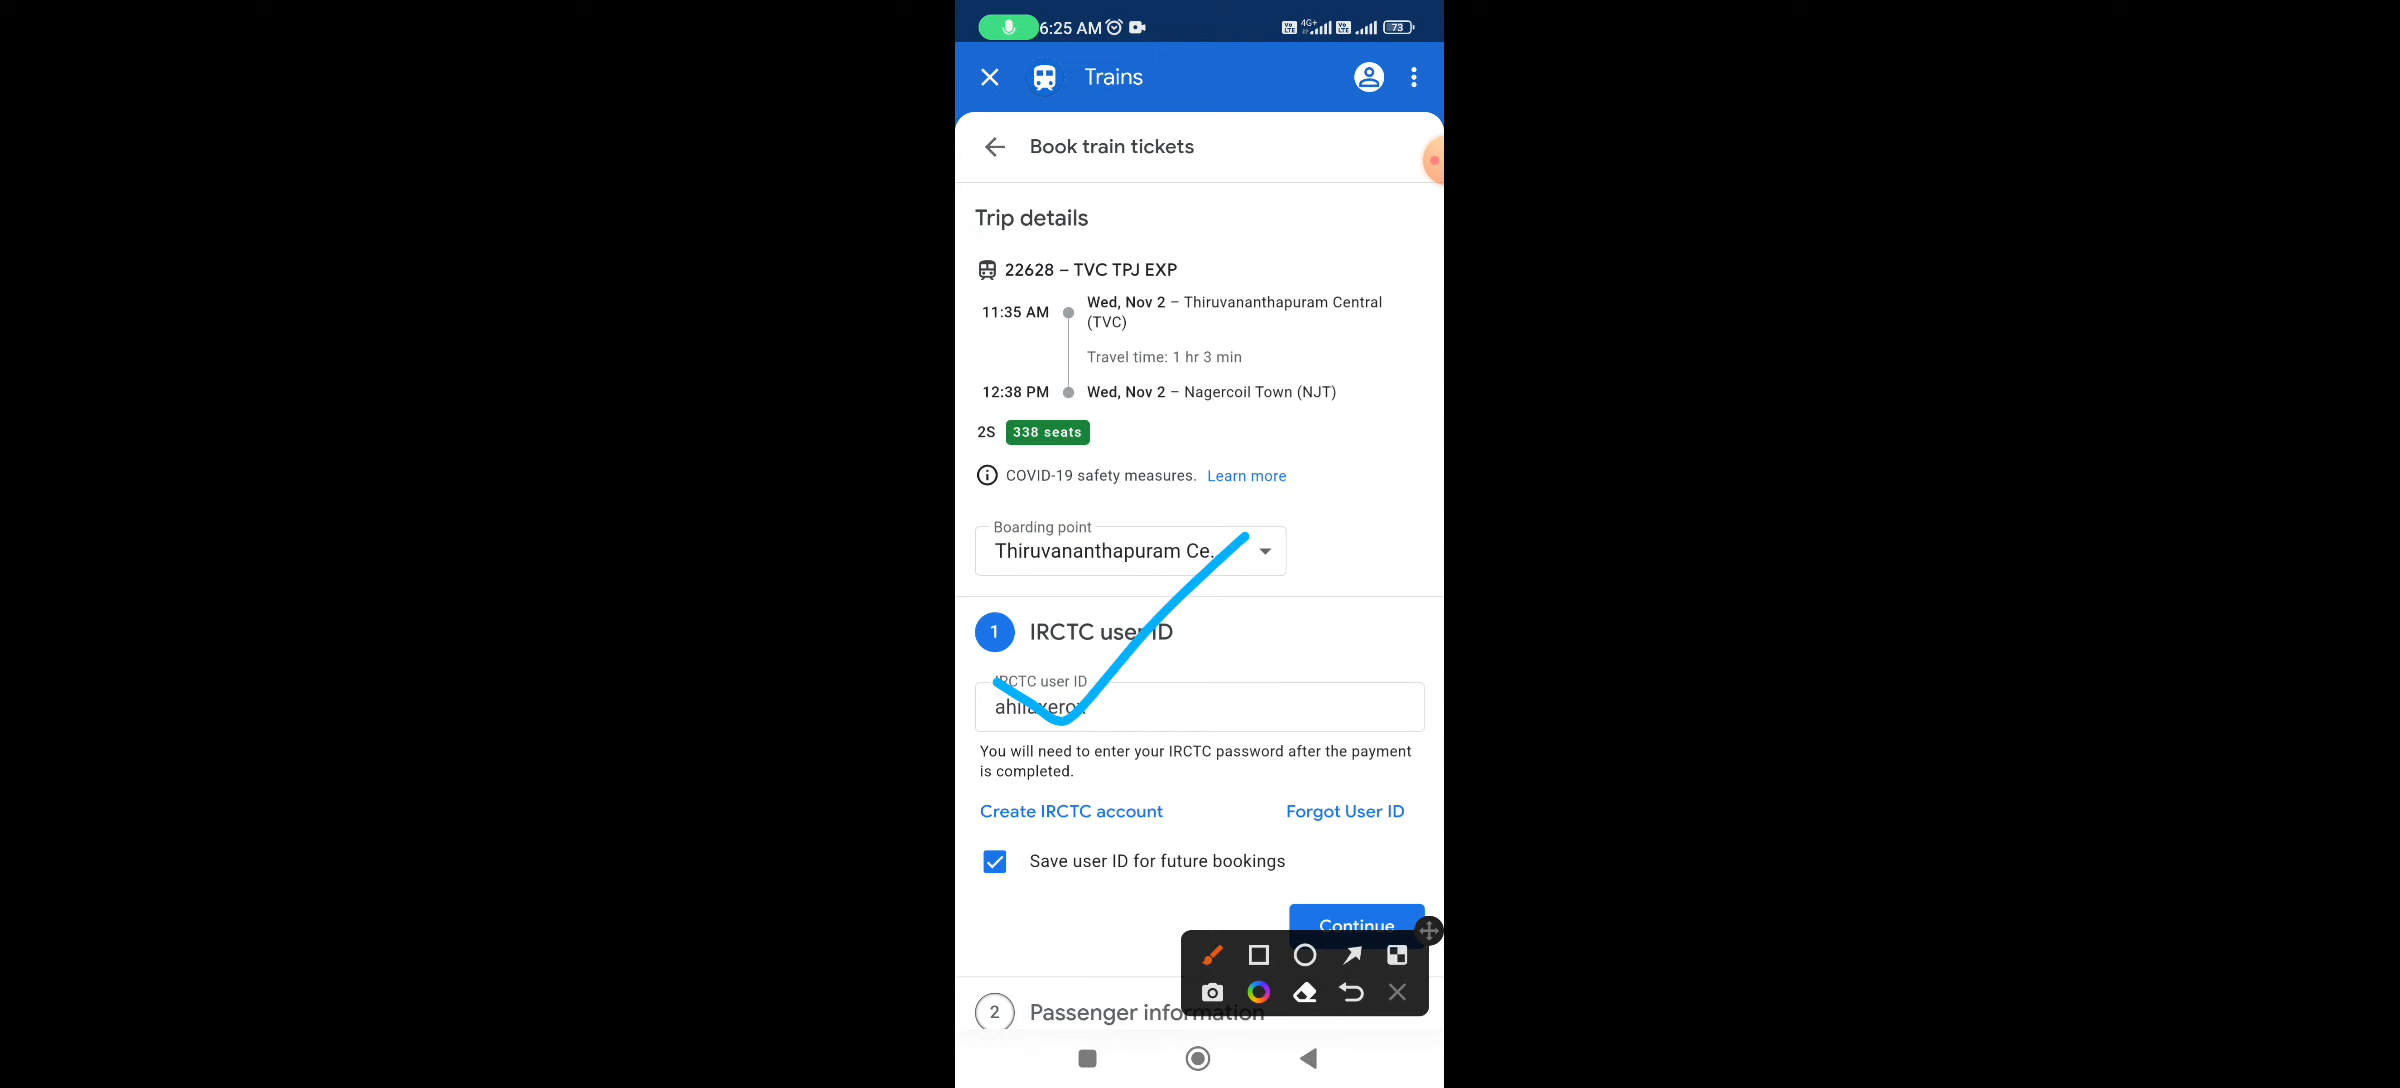 6:25 AM
4G+
73
Trains
Book train tickets
Trip details
22628 – TVC TPJ EXP
11:35 AM
Wed, Nov 2 – Thiruvananthapuram Central
(TVC)
Travel time: 1 hr 3 min
12:38 PM
Wed, Nov 2 – Nagercoil Town (NJT)
2S 338 seats
COVID-19 safety measures. Learn more
Boarding point
Thiruvananthapuram Ce...
1 IRCTC user ID
IRCTC user ID
ahilaxerox
You will need to enter your IRCTC password after the payment
is completed.
Create IRCTC account
Forgot User ID
Save user ID for future bookings
Continue
2 Passenger information